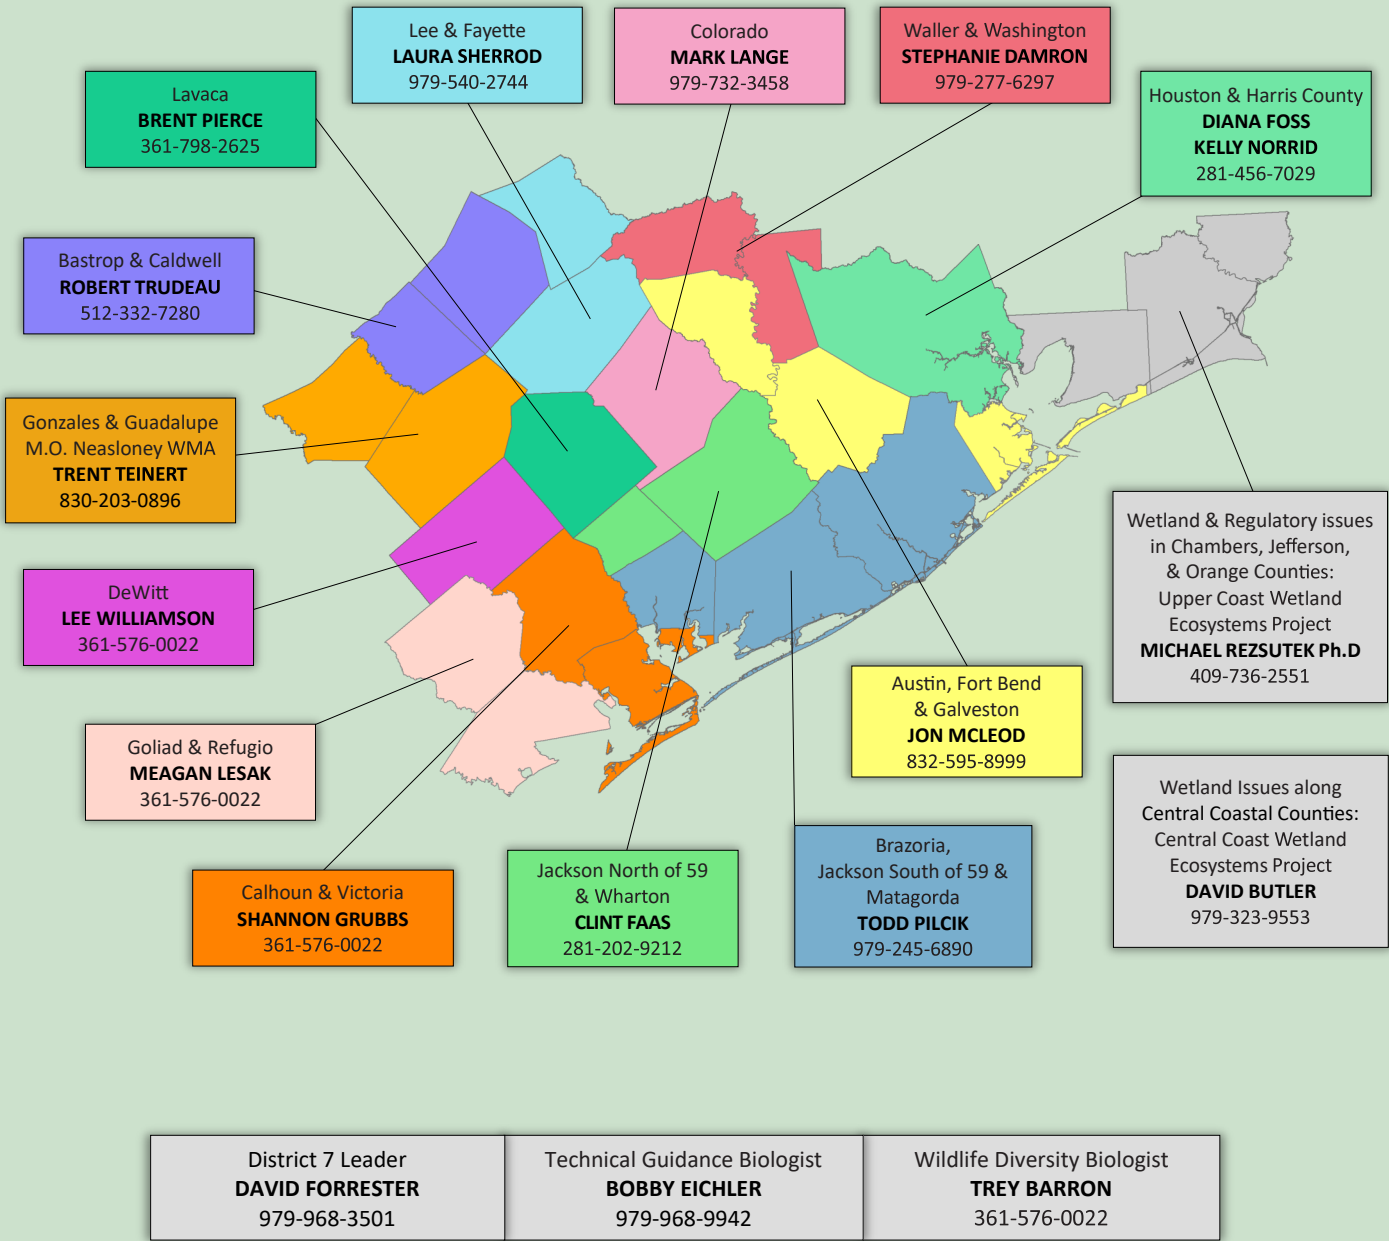 Lee & Fayette
LAURA SHERROD
979-540-2744
Colorado
MARK LANGE
979-732-3458
Waller & Washington
STEPHANIE DAMRON
979-277-6297
Lavaca
BRENT PIERCE
361-798-2625
Houston & Harris County
DIANA FOSS
KELLY NORRID
281-456-7029
Bastrop & Caldwell
ROBERT TRUDEAU
512-332-7280
Gonzales & Guadalupe
M.O. Neasloney WMA
TRENT TEINERT
830-203-0896
Wetland & Regulatory issues
in Chambers, Jefferson,
& Orange Counties:
Upper Coast Wetland
Ecosystems Project
MICHAEL REZSUTEK Ph.D
409-736-2551
DeWitt
LEE WILLIAMSON
361-576-0022
Austin, Fort Bend
& Galveston
JON MCLEOD
832-595-8999
Goliad & Refugio
MEAGAN LESAK
361-576-0022
Wetland Issues along
Central Coastal Counties:
Central Coast Wetland
Ecosystems Project
DAVID BUTLER
979-323-9553
Calhoun & Victoria
SHANNON GRUBBS
361-576-0022
Jackson North of 59
& Wharton
CLINT FAAS
281-202-9212
Brazoria,
Jackson South of 59 &
Matagorda
TODD PILCIK
979-245-6890
District 7 Leader
DAVID FORRESTER
979-968-3501
Technical Guidance Biologist
BOBBY EICHLER
979-968-9942
Wildlife Diversity Biologist
TREY BARRON
361-576-0022